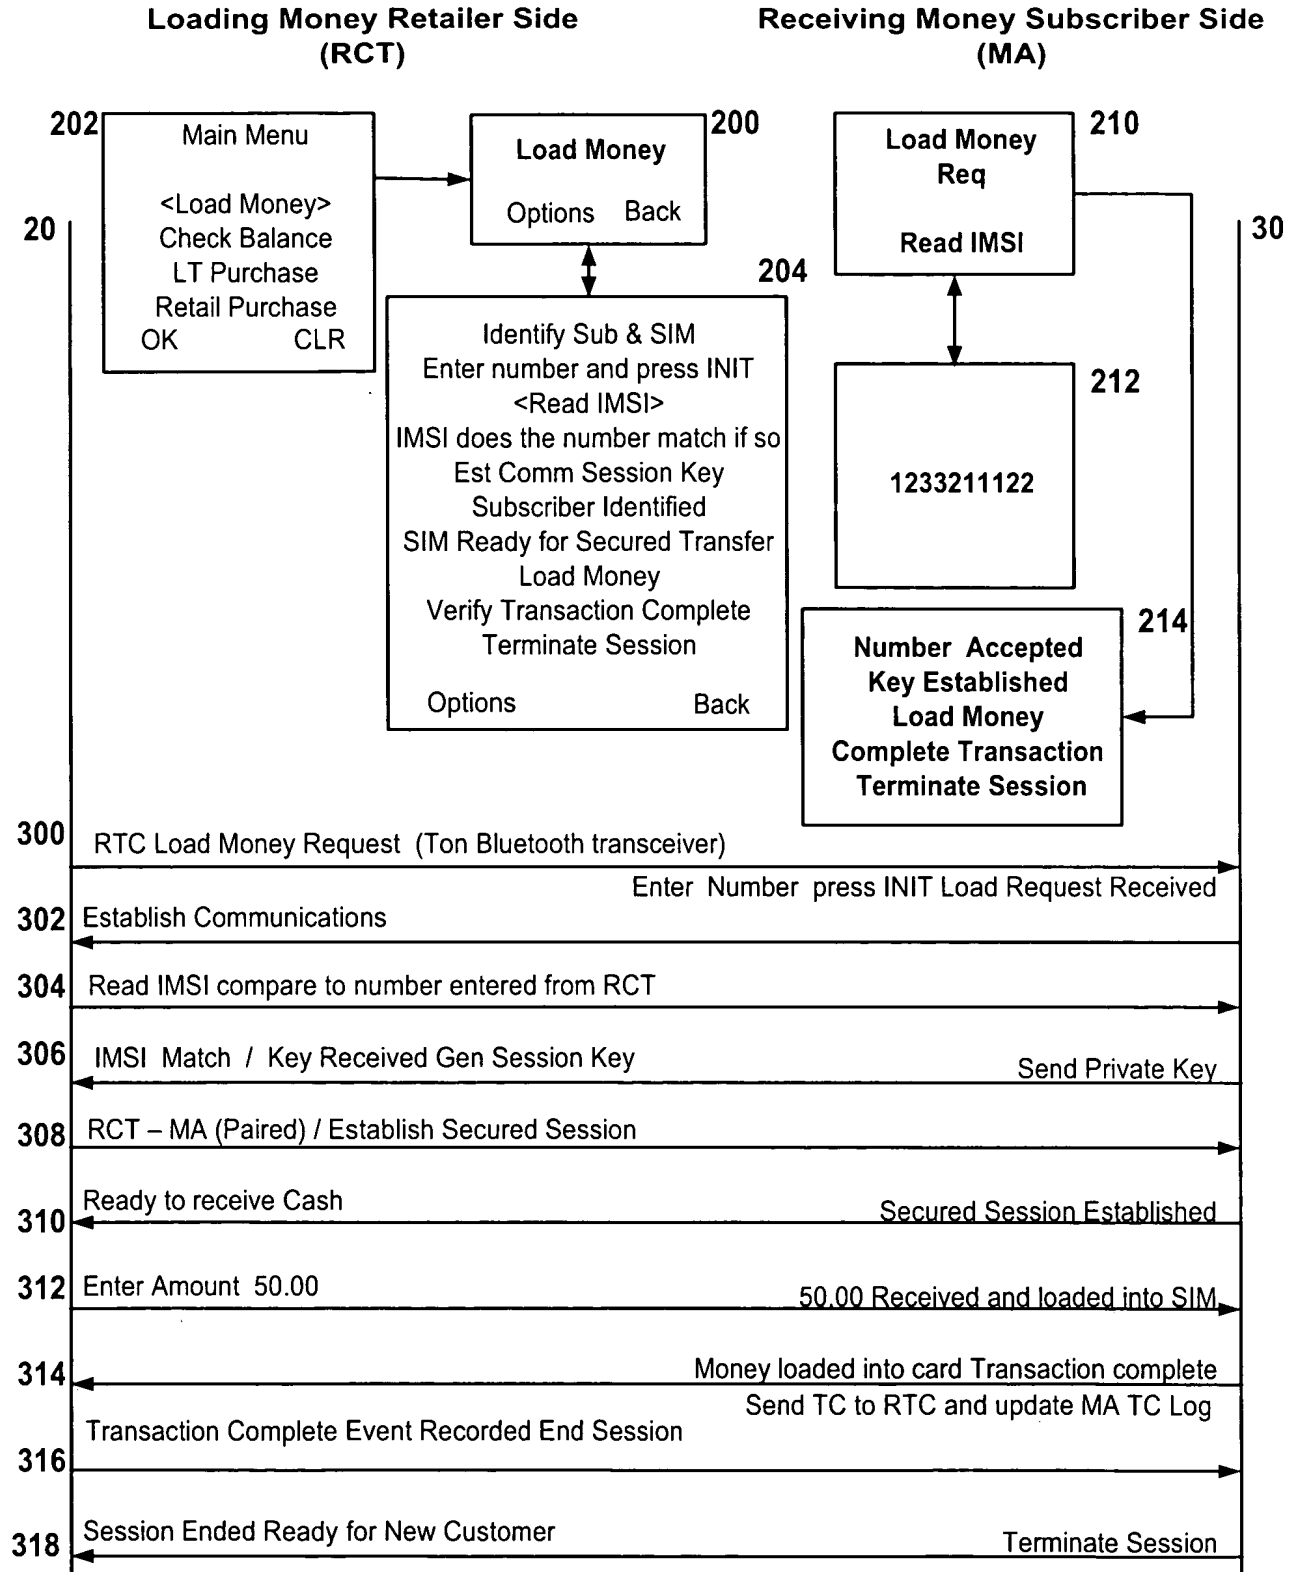 Loading Money Retailer Side
(RCT)
Receiving Money Subscriber Side
(MA)
202
Main Menu
<Load Money>
Check Balance
LT Purchase
Retail Purchase
OK CLR
200
Load Money
Options Back
210
Load Money
Req
Read IMSI
20
30
204
Identify Sub & SIM
Enter number and press INIT
<Read IMSI>
IMSI does the number match if so
Est Comm Session Key
Subscriber Identified
SIM Ready for Secured Transfer
Load Money
Verify Transaction Complete
Terminate Session
Options Back
212
1233211122
214
Number Accepted
Key Established
Load Money
Complete Transaction
Terminate Session
300
RTC Load Money Request (Ton Bluetooth transceiver)
Enter Number press INIT Load Request Received
302
Establish Communications
304
Read IMSI compare to number entered from RCT
306
IMSI Match / Key Received Gen Session Key
Send Private Key
308
RCT – MA (Paired) / Establish Secured Session
310
Ready to receive Cash
Secured Session Established
312
Enter Amount 50.00
50.00 Received and loaded into SIM
314
Money loaded into card Transaction complete
Send TC to RTC and update MA TC Log
Transaction Complete Event Recorded End Session
316
318
Session Ended Ready for New Customer
Terminate Session